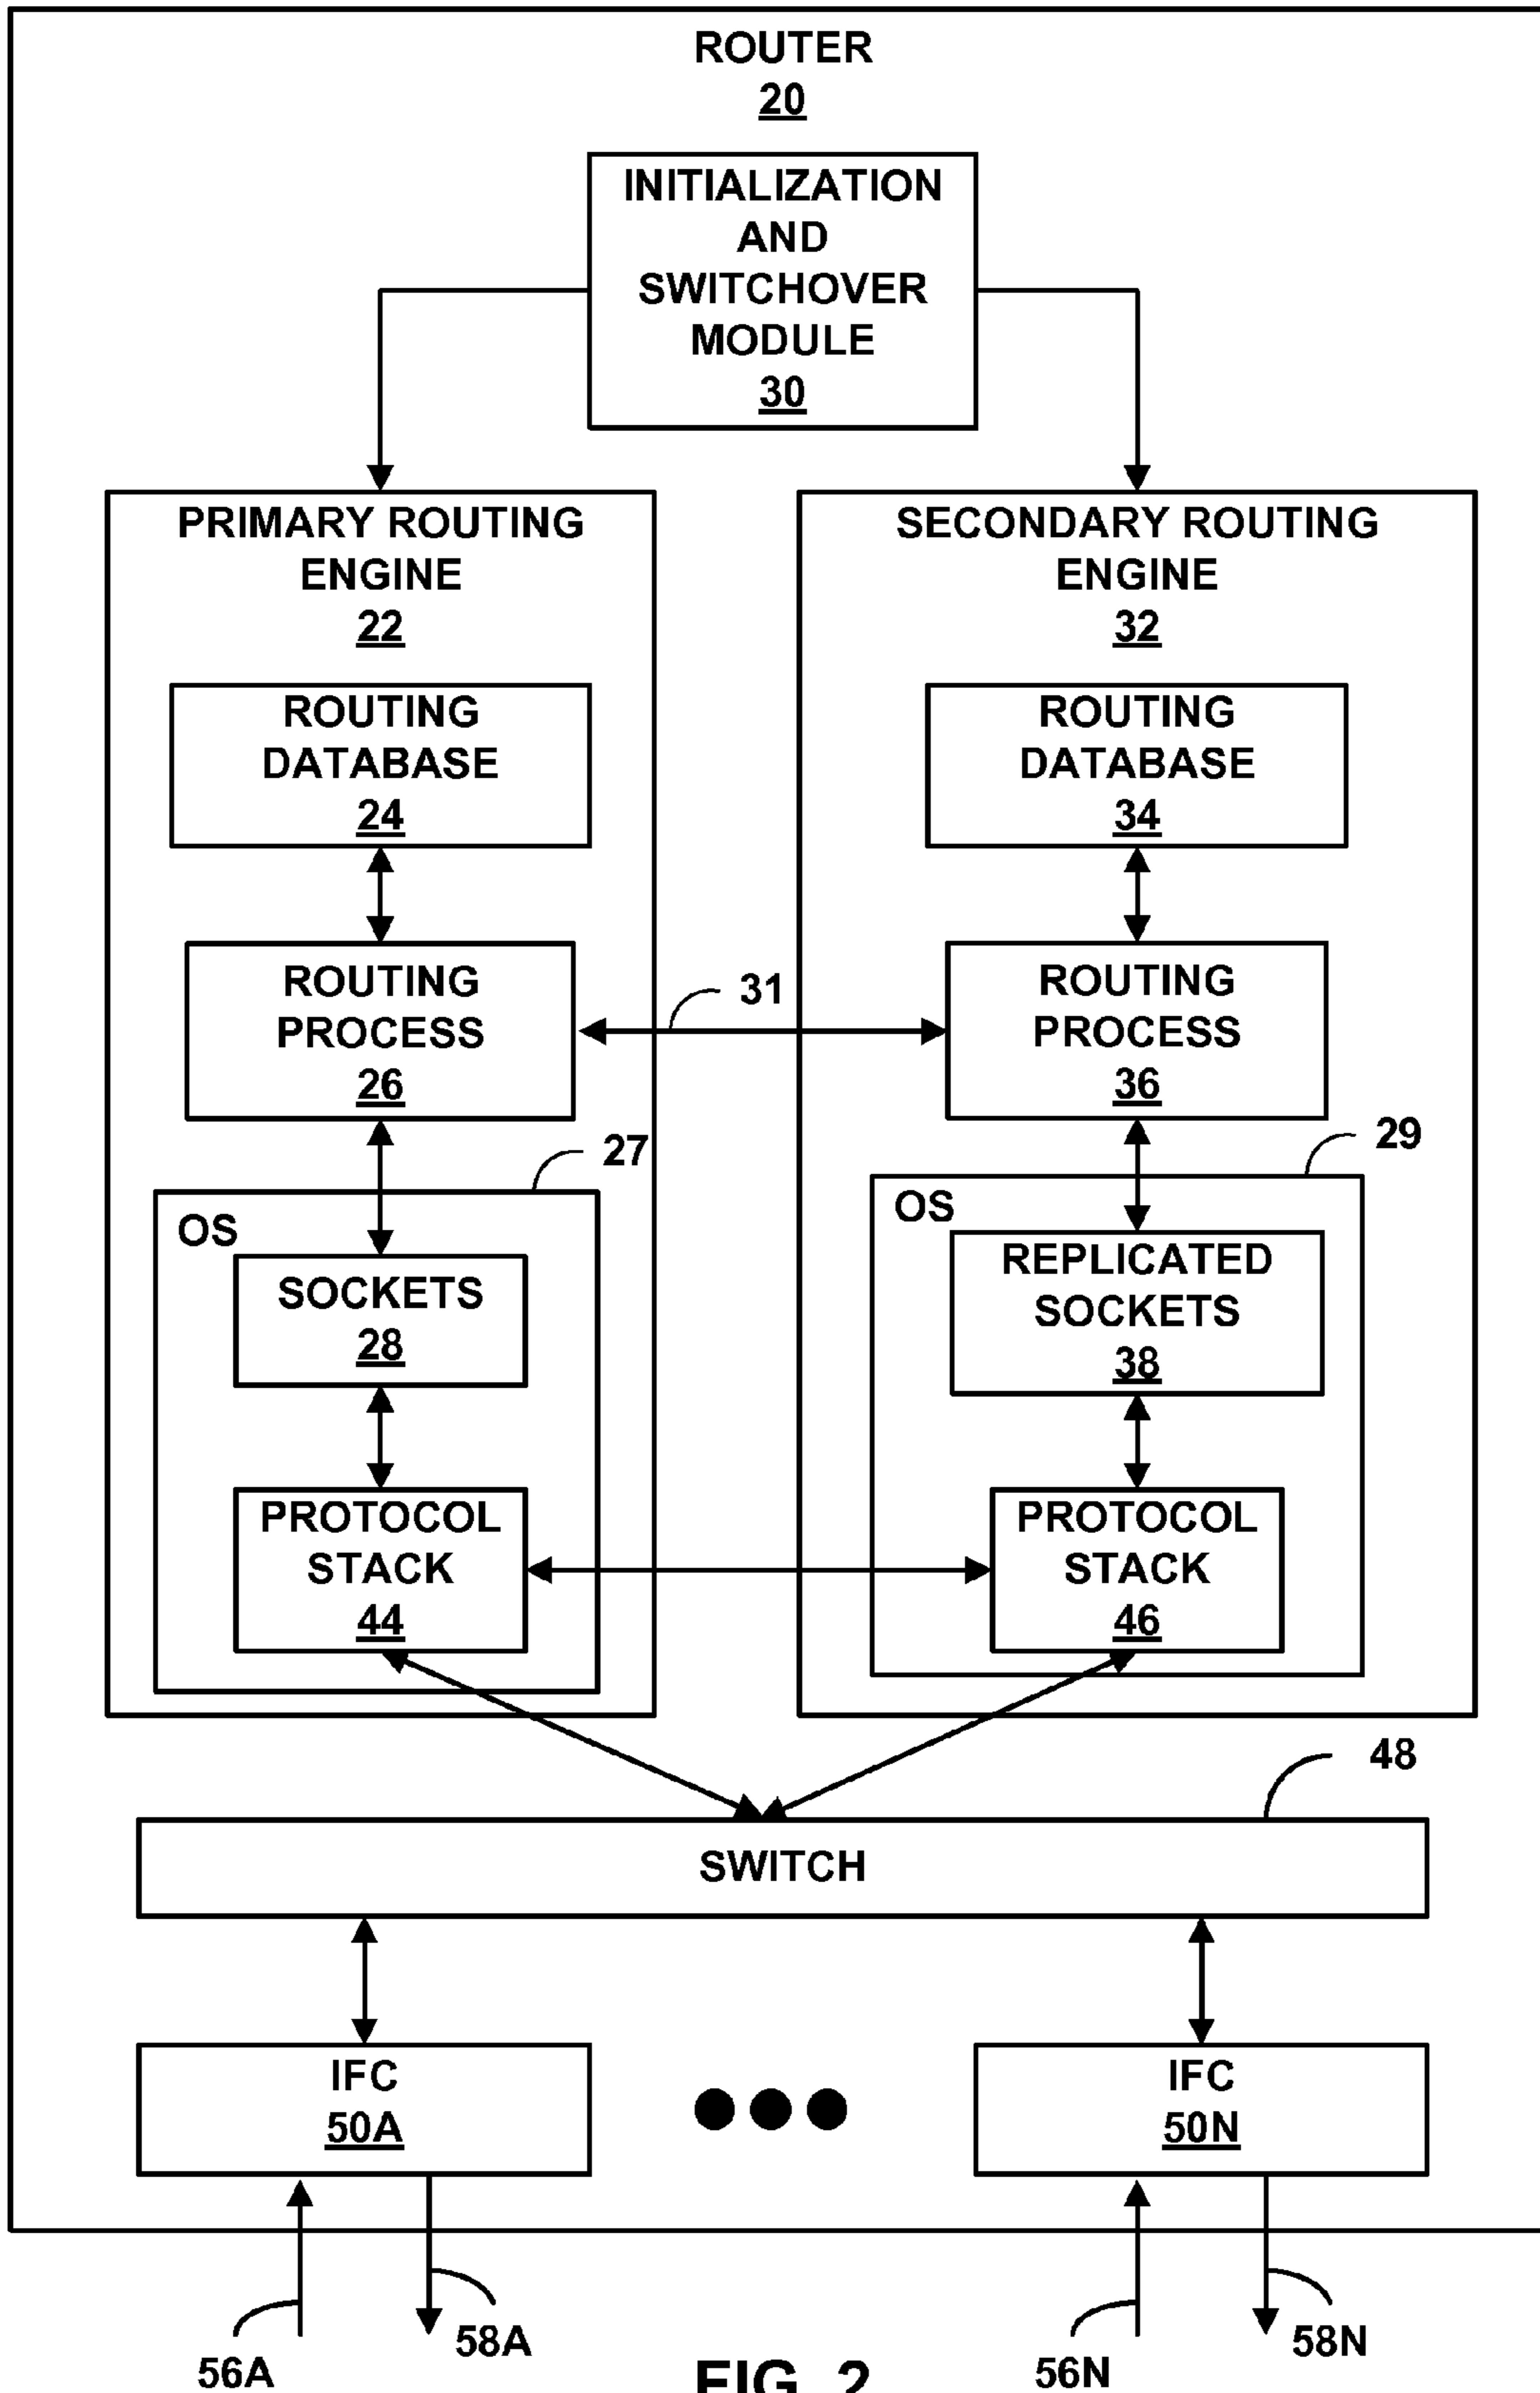 ROUTER
20
INITIALIZATION
AND
SWITCHOVER
MODULE
30
PRIMARY ROUTING
ENGINE
22
ROUTING
DATABASE
24
ROUTING
PROCESS
26
27
OS
SOCKETS
28
PROTOCOL
STACK
44
31
SECONDARY ROUTING
ENGINE
32
ROUTING
DATABASE
34
ROUTING
PROCESS
36
29
OS
REPLICATED
SOCKETS
38
PROTOCOL
STACK
46
48
SWITCH
IFC
50A
IFC
50N
56A
58A
56N
58N
FIG. 2